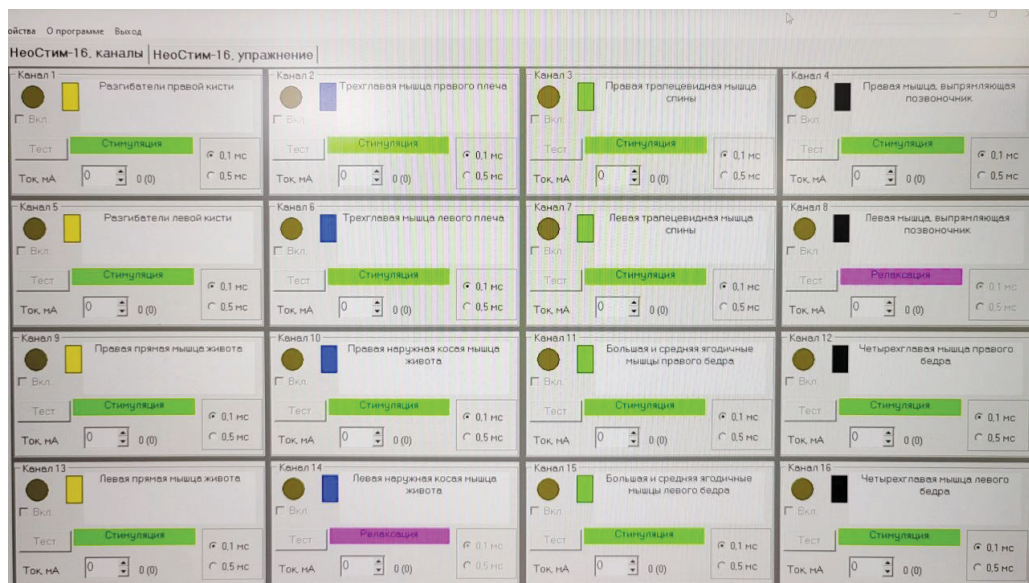 ойства О программе Выход
НеоСтим-16, каналы НеоСтим-16, упражнение
Канал 1
Разгибатели правой кисти
Вкл.
Тест
Стимуляция
0,1 мс
0,5 мс
Ток, мА 0 0 (0)
Канал 2
Трехглавая мышца правого плеча
Вкл.
Тест
Стимуляция
0,1 мс
0,5 мс
Ток, мА 0 0 (0)
Канал 3
Правая трапецевидная мышца
спины
Вкл.
Тест
Стимуляция
0,1 мс
0,5 мс
Ток, мА 0 0 (0)
Канал 4
Правая мышца, выпрямляющая
позвоночник
Вкл.
Тест
Стимуляция
0,1 мс
0,5 мс
Ток, мА 0 0 (0)
Канал 5
Разгибатели левой кисти
Вкл.
Тест
Стимуляция
0,1 мс
0,5 мс
Ток, мА 0 0 (0)
Канал 6
Трехглавая мышца левого плеча
Вкл.
Тест
Стимуляция
0,1 мс
0,5 мс
Ток, мА 0 0 (0)
Канал 7
Левая трапецевидная мышца
спины
Вкл.
Тест
Стимуляция
0,1 мс
0,5 мс
Ток, мА 0 0 (0)
Канал 8
Левая мышца, выпрямляющая
позвоночник
Вкл.
Тест
Релаксация
0,1 мс
0,5 мс
Ток, мА 0 0 (0)
Канал 9
Правая прямая мышца живота
Вкл.
Тест
Стимуляция
0,1 мс
0,5 мс
Ток, мА 0 0 (0)
Канал 10
Правая наружная косая мышца
живота
Вкл.
Тест
Стимуляция
0,1 мс
0,5 мс
Ток, мА 0 0 (0)
Канал 11
Большая и средняя ягодичные
мышцы правого бедра
Вкл.
Тест
Стимуляция
0,1 мс
0,5 мс
Ток, мА 0 0 (0)
Канал 12
Четырехглавая мышца правого
бедра
Вкл.
Тест
Стимуляция
0,1 мс
0,5 мс
Ток, мА 0 0 (0)
Канал 13
Левая прямая мышца живота
Вкл.
Тест
Стимуляция
0,1 мс
0,5 мс
Ток, мА 0 0 (0)
Канал 14
Левая наружная косая мышца
живота
Вкл.
Тест
Релаксация
0,1 мс
0,5 мс
Ток, мА 0 0 (0)
Канал 15
Большая и средняя ягодичные
мышцы левого бедра
Вкл.
Тест
Стимуляция
0,1 мс
0,5 мс
Ток, мА 0 0 (0)
Канал 16
Четырехглавая мышца левого
бедра
Вкл.
Тест
Стимуляция
0,1 мс
0,5 мс
Ток, мА 0 0 (0)